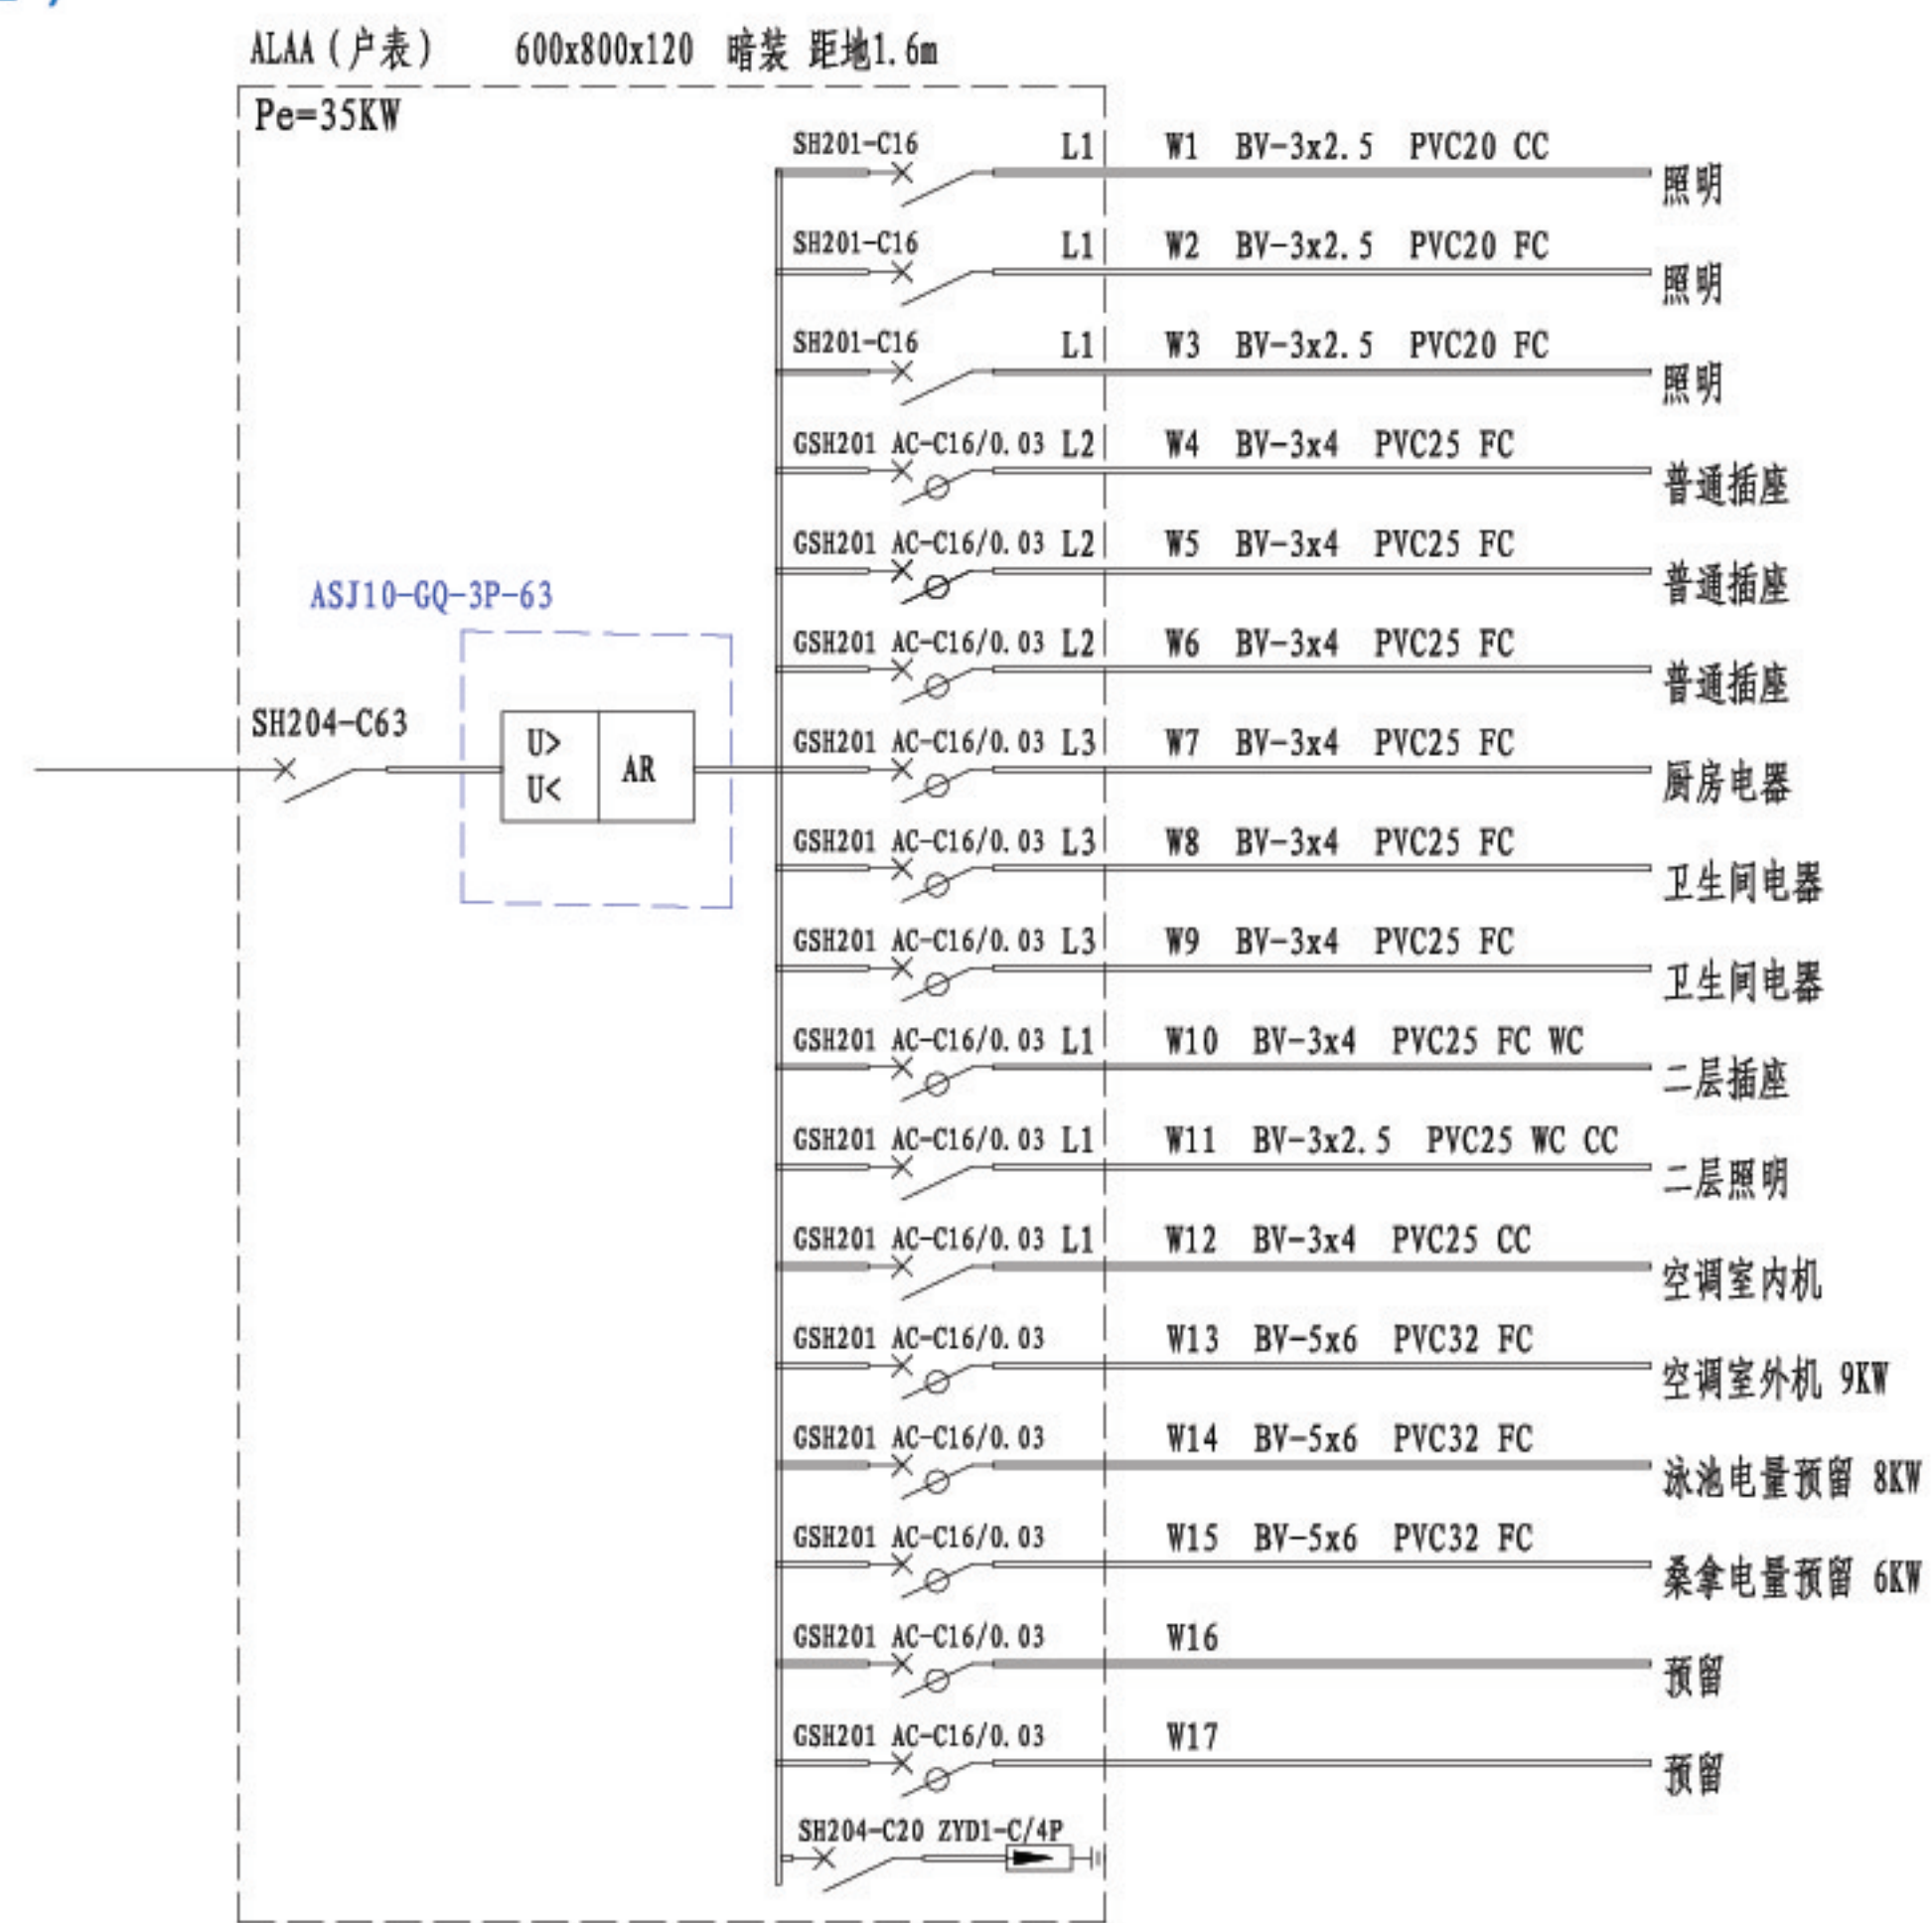 ALAA（户表） 600x800x120 暗装 距地1.6m
Pe=35KW
SH201-C16 L1 W1 BV-3x2.5 PVC20 CC 照明
SH201-C16 L1 W2 BV-3x2.5 PVC20 FC 照明
SH201-C16 L1 W3 BV-3x2.5 PVC20 FC 照明
GSH201 AC-C16/0.03 L2 W4 BV-3x4 PVC25 FC 普通插座
GSH201 AC-C16/0.03 L2 W5 BV-3x4 PVC25 FC 普通插座
ASJ10-GQ-3P-63
GSH201 AC-C16/0.03 L2 W6 BV-3x4 PVC25 FC 普通插座
SH204-C63
U>
U<
AR
GSH201 AC-C16/0.03 L3 W7 BV-3x4 PVC25 FC 厨房电器
GSH201 AC-C16/0.03 L3 W8 BV-3x4 PVC25 FC 卫生间电器
GSH201 AC-C16/0.03 L3 W9 BV-3x4 PVC25 FC 卫生间电器
GSH201 AC-C16/0.03 L1 W10 BV-3x4 PVC25 FC WC 二层插座
GSH201 AC-C16/0.03 L1 W11 BV-3x2.5 PVC25 WC CC 二层照明
GSH201 AC-C16/0.03 L1 W12 BV-3x4 PVC25 CC 空调室内机
GSH201 AC-C16/0.03 W13 BV-5x6 PVC32 FC 空调室外机 9KW
GSH201 AC-C16/0.03 W14 BV-5x6 PVC32 FC 泳池电量预留 8KW
GSH201 AC-C16/0.03 W15 BV-5x6 PVC32 FC 桑拿电量预留 6KW
GSH201 AC-C16/0.03 W16 预留
GSH201 AC-C16/0.03 W17 预留
SH204-C20 ZYD1-C/4P